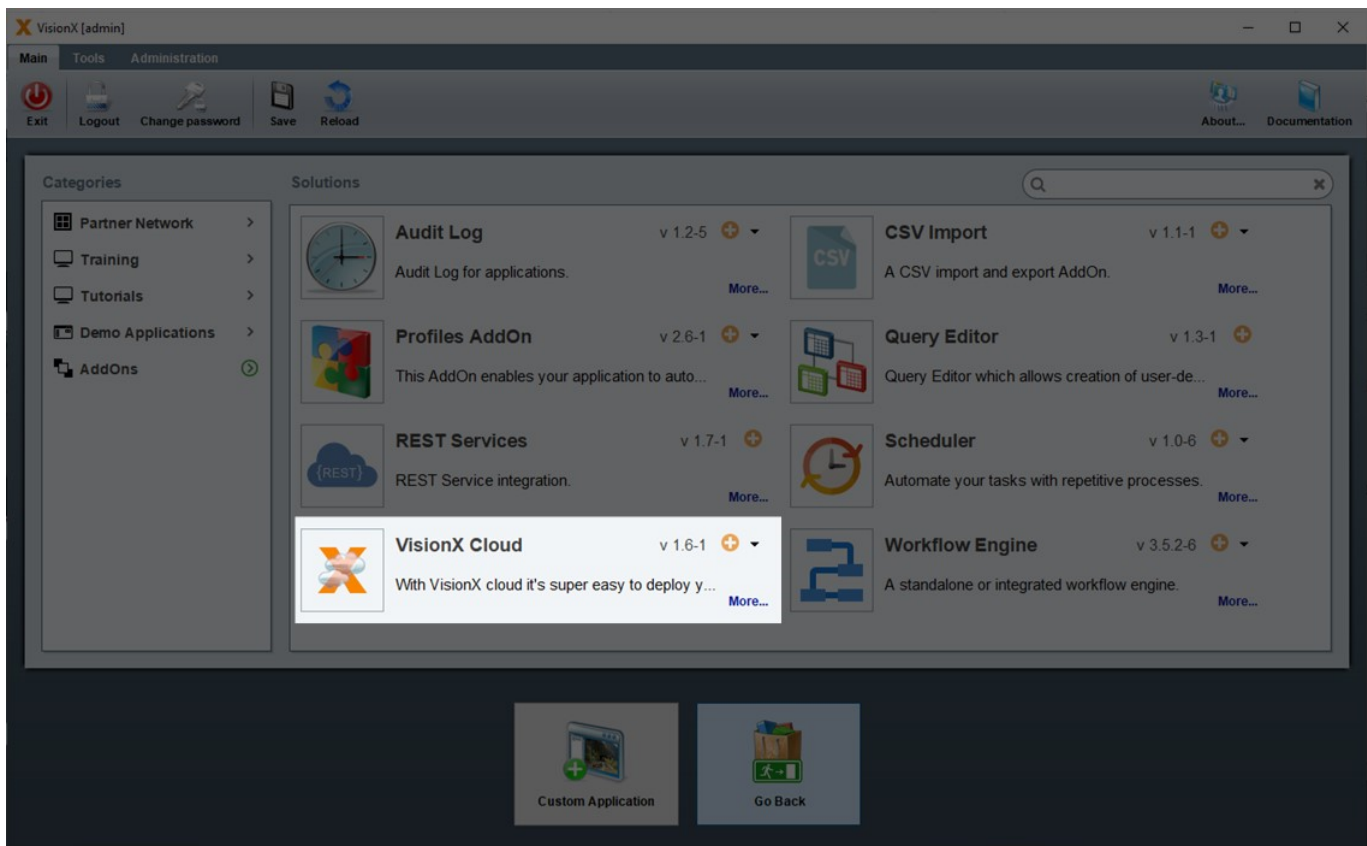 VisionX [admin]
Main Tools Administration
Exit Logout Change password Save Reload About... Documentation
Categories
Partner Network
Training
Tutorials
Demo Applications
AddOns
Solutions
Audit Log v 1.2-5
Audit Log for applications.
More...
CSV
CSV Import v 1.1-1
A CSV import and export AddOn.
More...
Profiles AddOn v 2.6-1
This AddOn enables your application to auto...
More...
Query Editor v 1.3-1
Query Editor which allows creation of user-de...
More...
{REST}
REST Services v 1.7-1
REST Service integration.
More...
Scheduler v 1.0-6
Automate your tasks with repetitive processes.
More...
VisionX Cloud v 1.6-1
With VisionX cloud it's super easy to deploy y...
More...
Workflow Engine v 3.5.2-6
A standalone or integrated workflow engine.
More...
Custom Application
Go Back